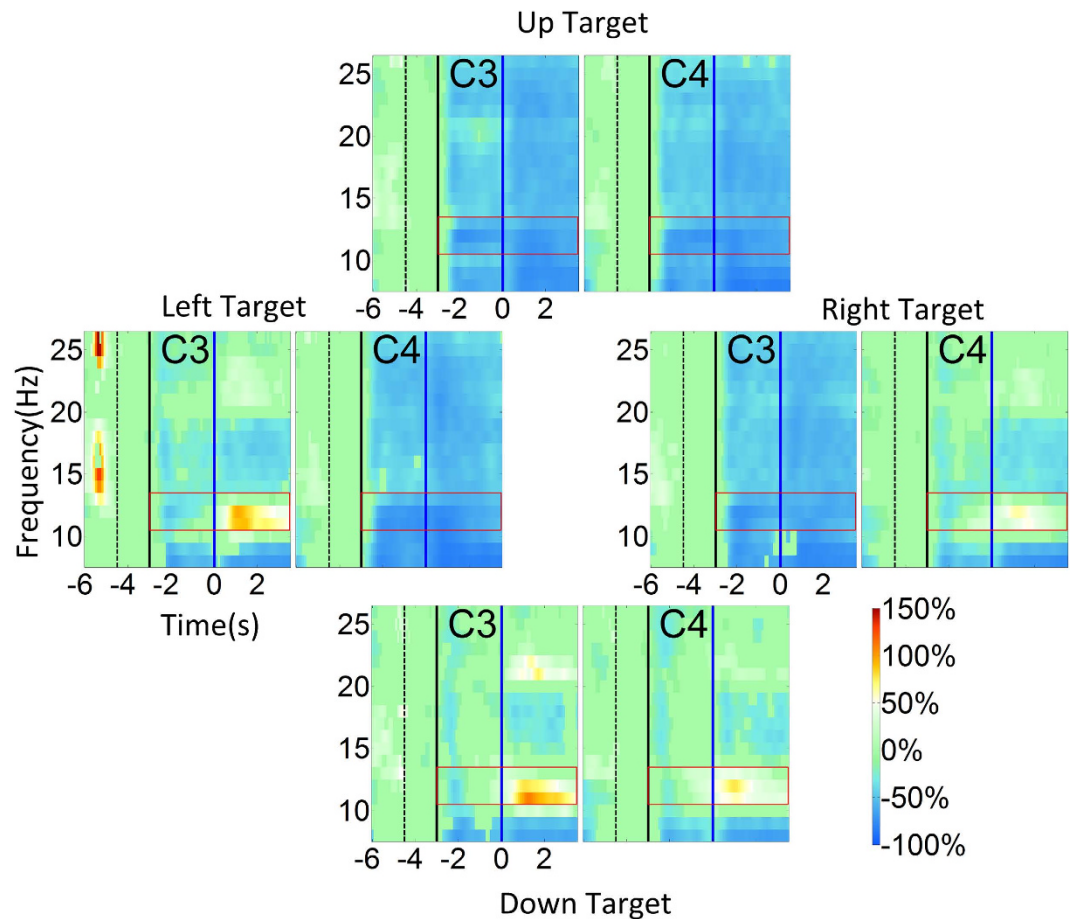 Up Target
C3 C4
25
20
15
10
-6 -4 -2 0 2
Left Target
Right Target
C3 C4
C3 C4
Frequency(Hz)
25
20
15
10
-6 -4 -2 0 2
-6 -4 -2 0 2
Time(s)
C3 C4
25
20
15
10
-6 -4 -2 0 2
150%
100%
50%
0%
-50%
-100%
Down Target